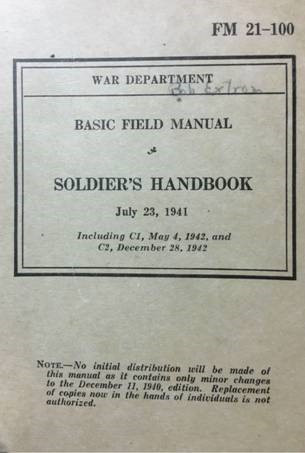 FM 21-100
WAR DEPARTMENT
Bob
BASIC FIELD MANUAL
SOLDIER'S HANDBOOK
July 23, 1941
Including C1, May 4, 1942, and
C2, December 28, 1942
NOTE.—No initial distribution will be made of
this manual as it contains only minor changes
to the December 11, 1940, edition. Replacement
of copies now in the hands of individuals is not
authorized.